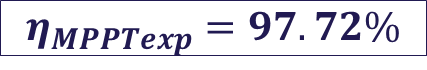 η_MPPTexp = 97.72%